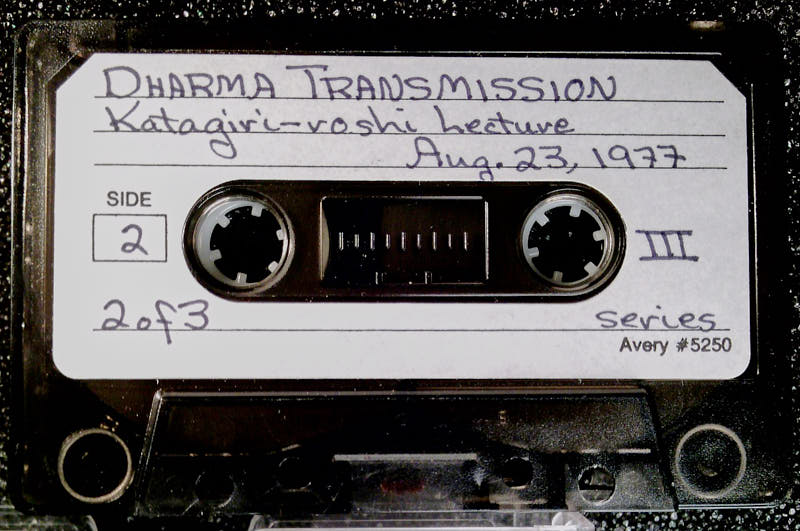 DHARMA TRANSMISSION
Katagiri-roshi Lecture
Aug. 23, 1977
SIDE
2
III
2 of 3
series
Avery #5250